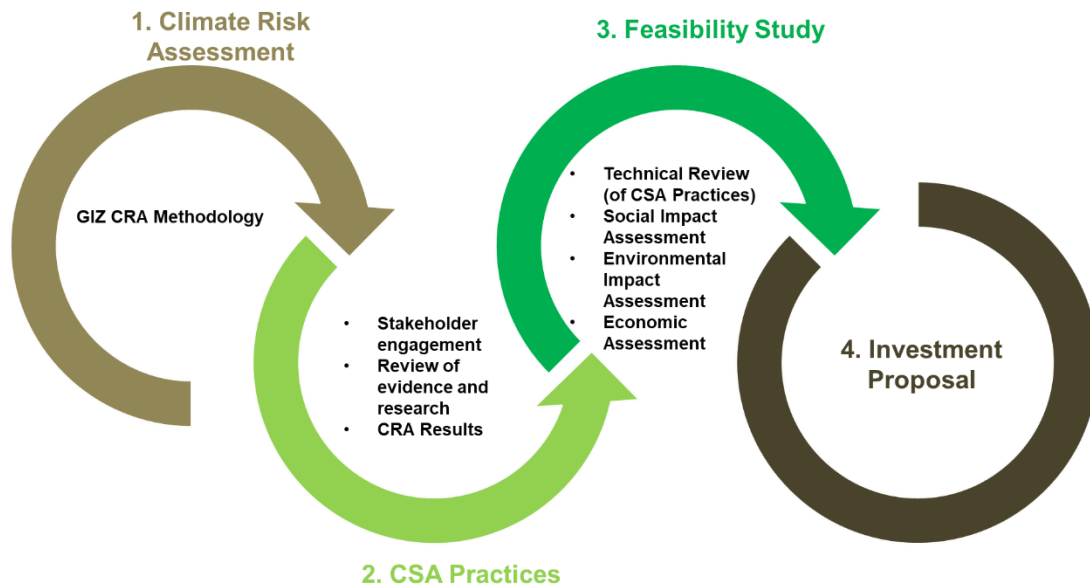 1. Climate Risk
Assessment
GIZ CRA Methodology
2. CSA Practices
• Stakeholder
engagement
• Review of
evidence and
research
• CRA Results
3. Feasibility Study
• Technical Review
(of CSA Practices)
• Social Impact
Assessment
• Environmental
Impact
Assessment
• Economic
Assessment
4. Investment
Proposal